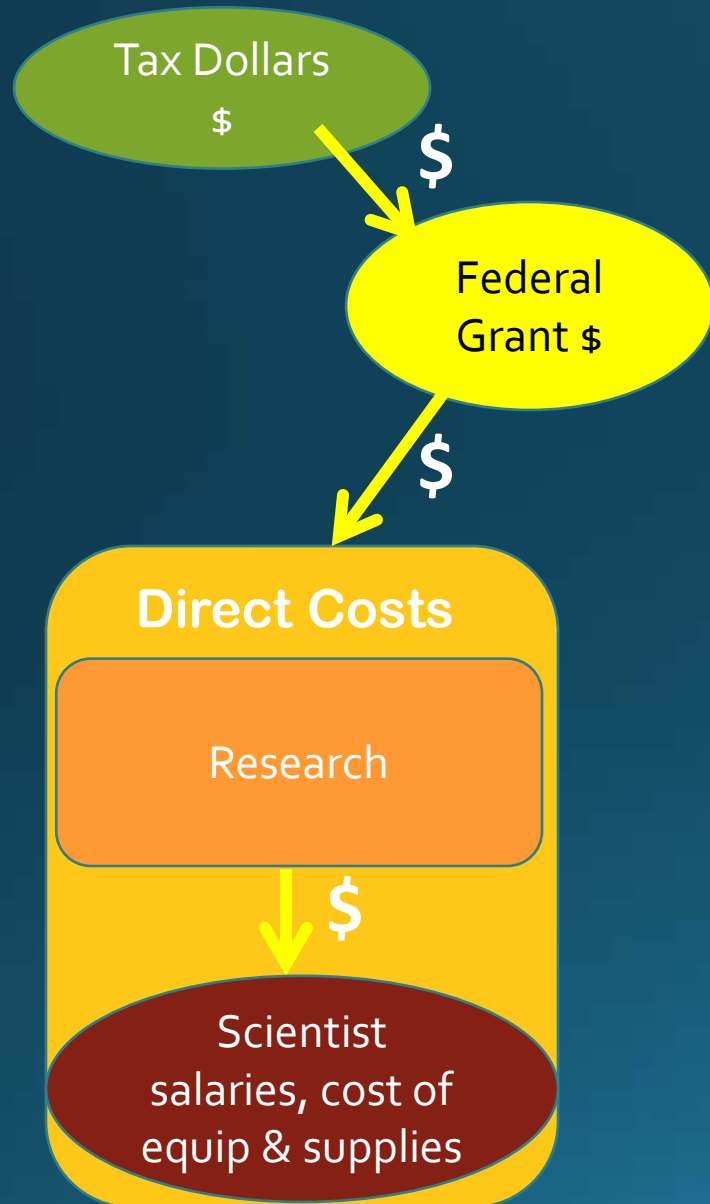 Tax Dollars
$
$
Federal
Grant $
$
Direct Costs
Research
$
Scientist
salaries, cost of
equip & supplies